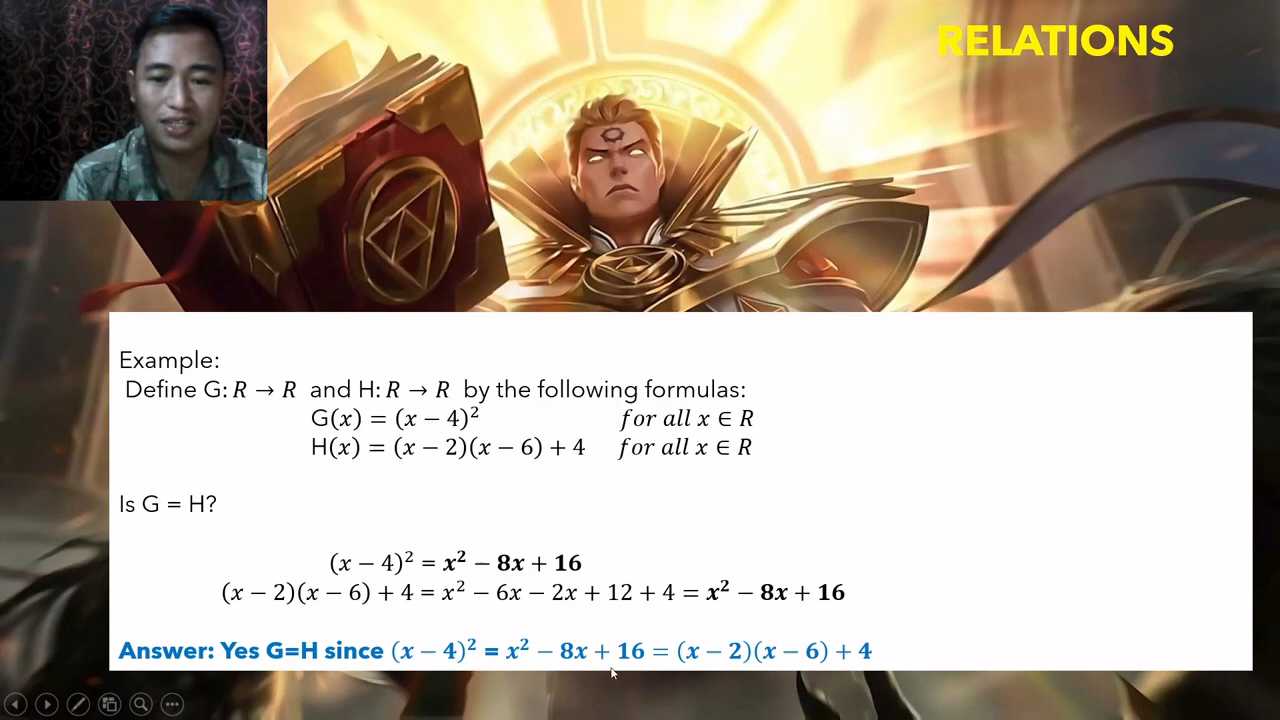 RELATIONS
Example:
Define G: 𝑅 → 𝑅 and H: 𝑅 → 𝑅 by the following formulas:
G(𝑥) = (𝑥 − 4)² 𝑓𝑜𝑟 𝑎𝑙𝑙 𝑥 ∈ 𝑅
H(𝑥) = (𝑥 − 2)(𝑥 − 6) + 4 𝑓𝑜𝑟 𝑎𝑙𝑙 𝑥 ∈ 𝑅
Is G = H?
(𝑥 − 4)² = 𝒙² − 𝟖𝒙 + 𝟏𝟔
(𝑥 − 2)(𝑥 − 6) + 4 = 𝑥² − 6𝑥 − 2𝑥 + 12 + 4 = 𝒙² − 𝟖𝒙 + 𝟏𝟔
Answer: Yes G=H since (𝒙 − 𝟒)² = 𝒙² − 𝟖𝒙 + 𝟏𝟔 = (𝒙 − 𝟐)(𝒙 − 𝟔) + 𝟒